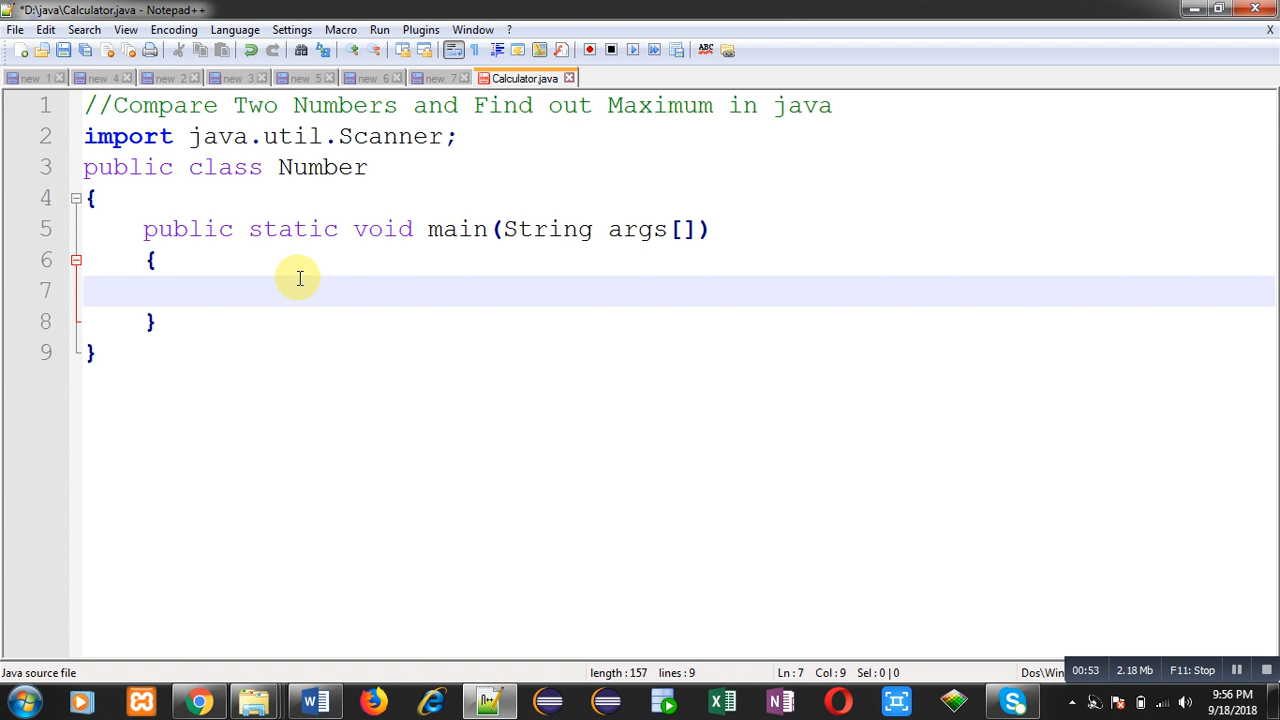 *D:\java\Calculator.java - Notepad++
File Edit Search View Encoding Language Settings Macro Run Plugins Window ? X
new 1 new 4 new 2 new 3 new 5 new 6 new 7 Calculator.java
1 //Compare Two Numbers and Find out Maximum in java
2 import java.util.Scanner;
3 public class Number
4 {
5 public static void main(String args[])
6 {
7
8 }
9 }
Java source file length : 157 lines : 9 Ln : 7 Col : 9 Sel : 0 | 0 Dos\Win 00:53 2.18 Mb F11: Stop
9:56 PM
9/18/2018